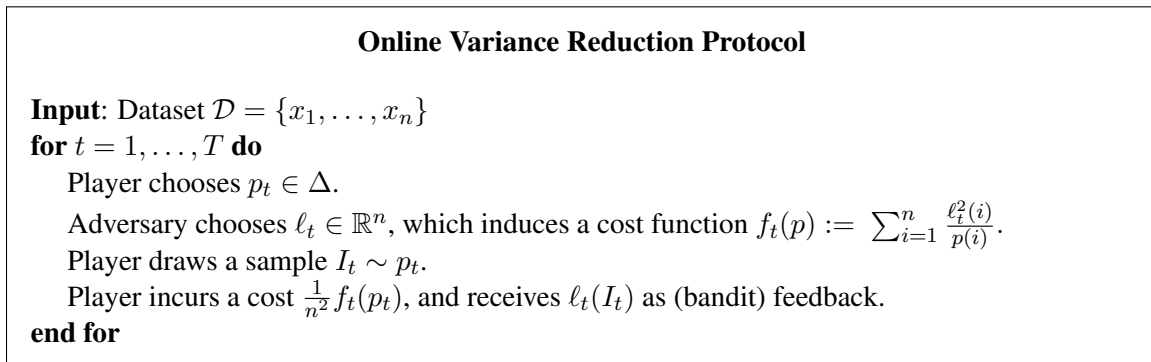 Online Variance Reduction Protocol
Input: Dataset 𝒟 = {x₁, . . . , xₙ}
for t = 1, . . . , T do
Player chooses pₜ ∈ Δ.
Adversary chooses ℓₜ ∈ ℝⁿ, which induces a cost function fₜ(p) := ∑ⁿᵢ₌₁ ℓₜ²(i)/p(i).
Player draws a sample Iₜ ∼ pₜ.
Player incurs a cost 1/n² fₜ(pₜ), and receives ℓₜ(Iₜ) as (bandit) feedback.
end for